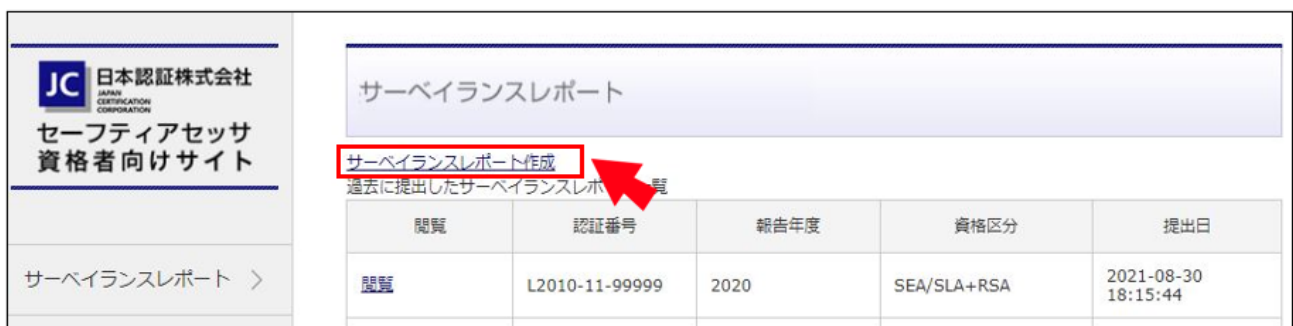 JC
日本認証株式会社
JAPAN
CERTIFICATION
CORPORATION
セーフティアセッサ
資格者向けサイト
サーベイランスレポート >
サーベイランスレポート
サーベイランスレポート作成
過去に提出したサーベイランスレポ 覧
閲覧 認証番号 報告年度 資格区分 提出日
閲覧 L2010-11-99999 2020 SEA/SLA+RSA 2021-08-30
18:15:44